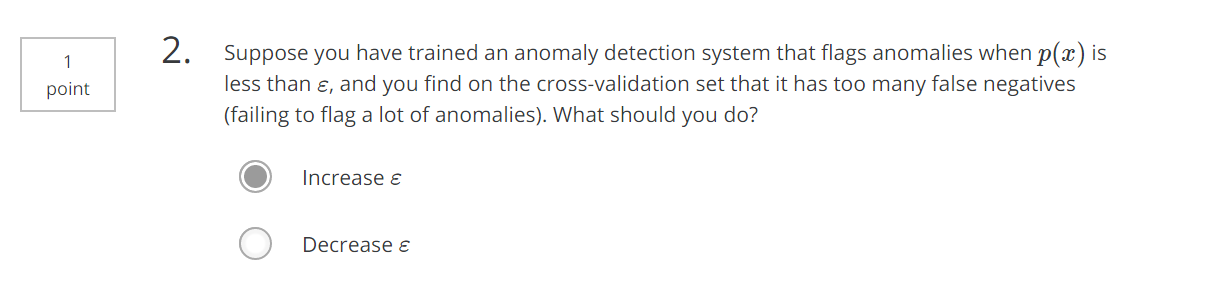 1
point
2.
Suppose you have trained an anomaly detection system that flags anomalies when p(x) is
less than ε, and you find on the cross-validation set that it has too many false negatives
(failing to flag a lot of anomalies). What should you do?
Increase ε
Decrease ε